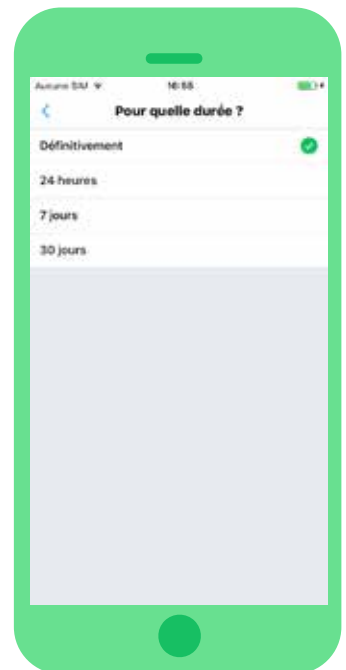 Aucune SIM 16:55
Pour quelle durée ?
Définitivement
24 heures
7 jours
30 jours